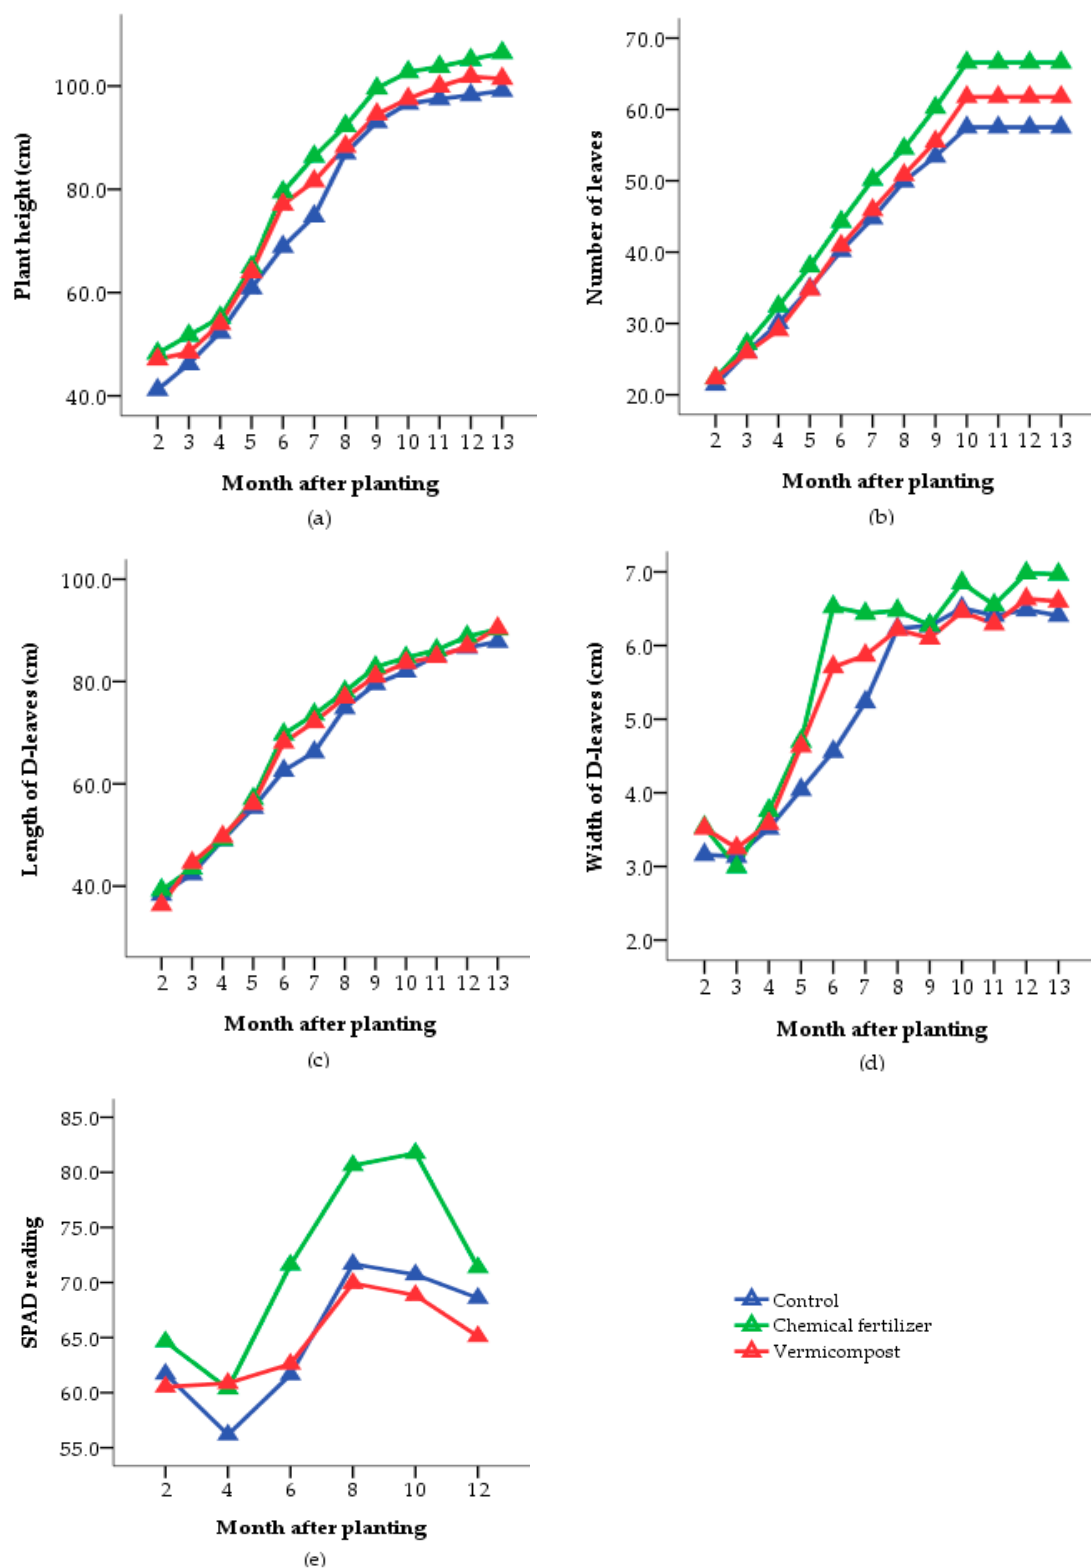 Plant height (cm)
100.0
80.0
60.0
40.0
2 3 4 5 6 7 8 9 10 11 12 13
Month after planting
(a)
Number of leaves
70.0
60.0
50.0
40.0
30.0
20.0
2 3 4 5 6 7 8 9 10 11 12 13
Month after planting
(b)
Length of D-leaves (cm)
100.0
80.0
60.0
40.0
2 3 4 5 6 7 8 9 10 11 12 13
Month after planting
(c)
Width of D-leaves (cm)
7.0
6.0
5.0
4.0
3.0
2.0
2 3 4 5 6 7 8 9 10 11 12 13
Month after planting
(d)
SPAD reading
85.0
80.0
75.0
70.0
65.0
60.0
55.0
2 4 6 8 10 12
Month after planting
(e)
Control
Chemical fertilizer
Vermicompost